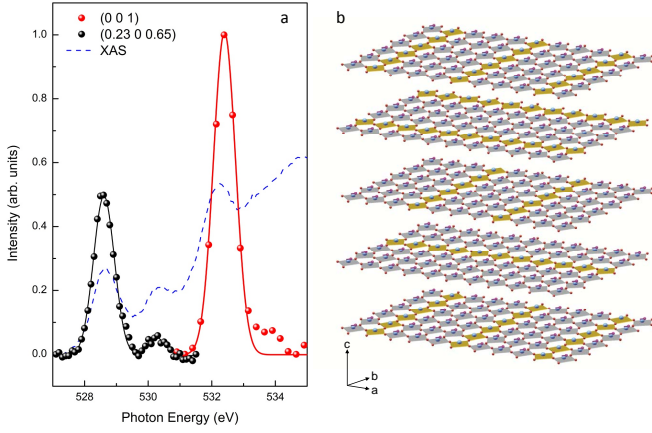 a
(0 0 1)
(0.23 0 0.65)
XAS
1.0
0.8
0.6
0.4
0.2
0.0
Intensity (arb. units)
528
530
532
534
Photon Energy (eV)
b
c
b
a